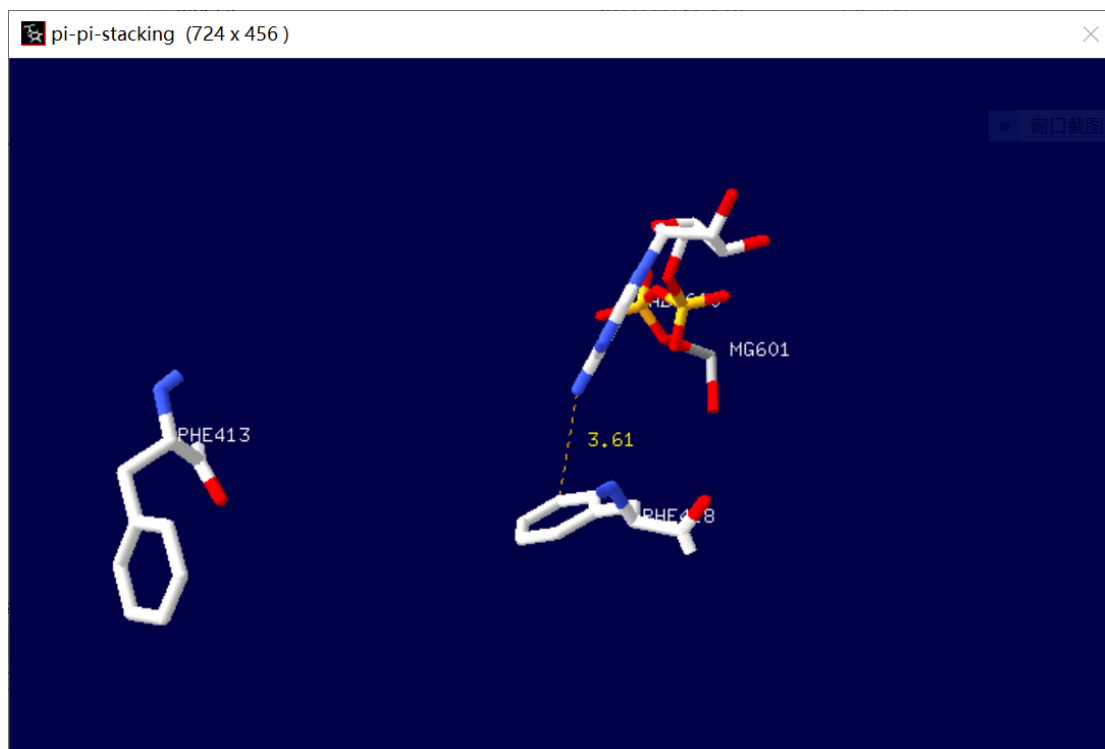 pi-pi-stacking (724 x 456 )
窗口截图
MG601
PHE413
3.61